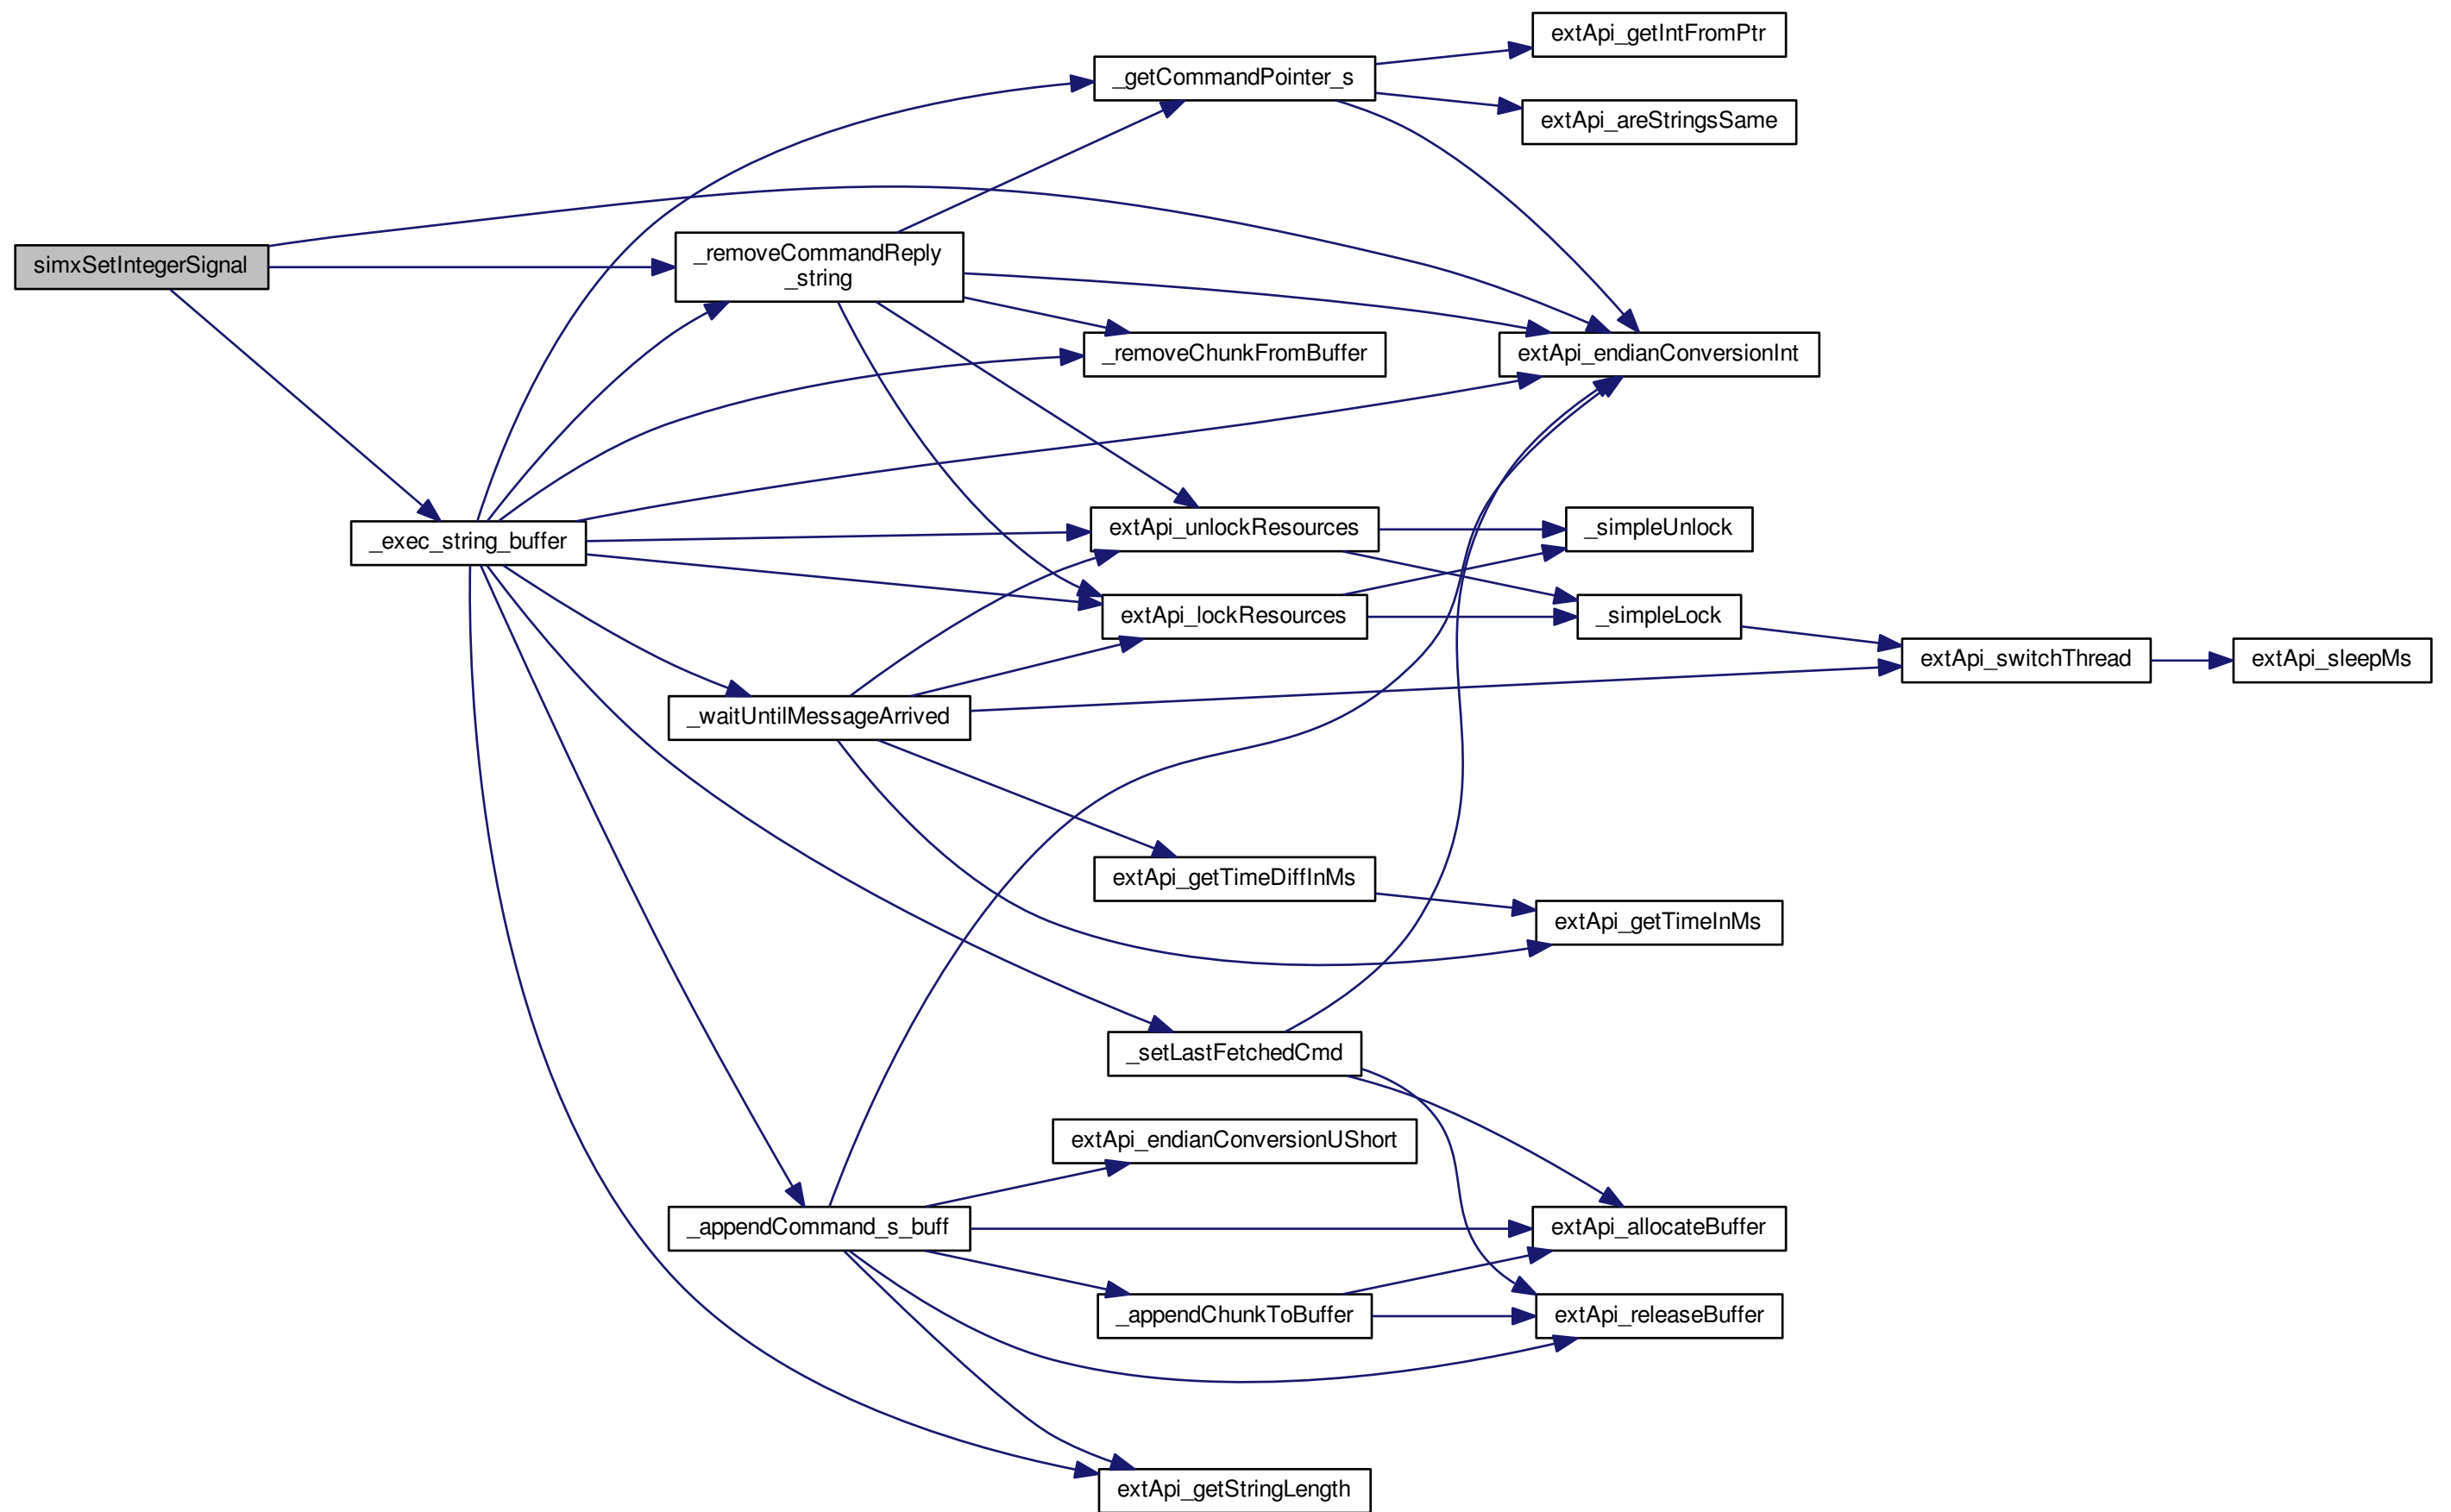 extApi_getIntFromPtr
_getCommandPointer_s
extApi_areStringsSame
simxSetIntegerSignal
_removeCommandReply
_string
_removeChunkFromBuffer
extApi_endianConversionInt
_exec_string_buffer
extApi_unlockResources
_simpleUnlock
extApi_lockResources
_simpleLock
extApi_switchThread
extApi_sleepMs
_waitUntilMessageArrived
extApi_getTimeDiffInMs
extApi_getTimeInMs
_setLastFetchedCmd
extApi_endianConversionUShort
_appendCommand_s_buff
extApi_allocateBuffer
_appendChunkToBuffer
extApi_releaseBuffer
extApi_getStringLength